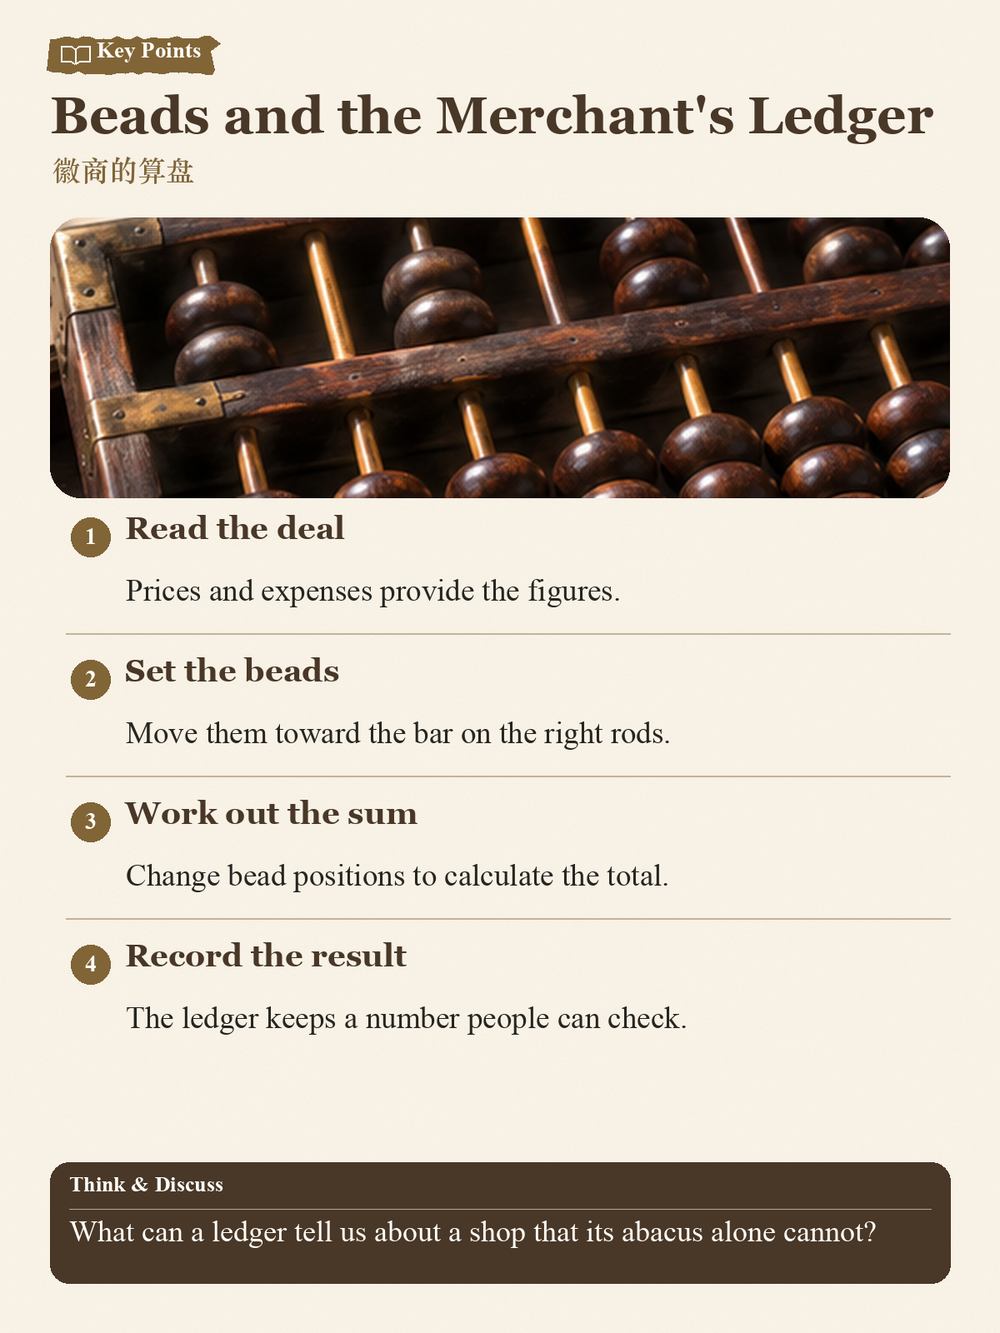 Key Points
Beads and the Merchant's Ledger
徽商的算盘
1 Read the deal
Prices and expenses provide the figures.
2 Set the beads
Move them toward the bar on the right rods.
3 Work out the sum
Change bead positions to calculate the total.
4 Record the result
The ledger keeps a number people can check.
Think & Discuss
What can a ledger tell us about a shop that its abacus alone cannot?